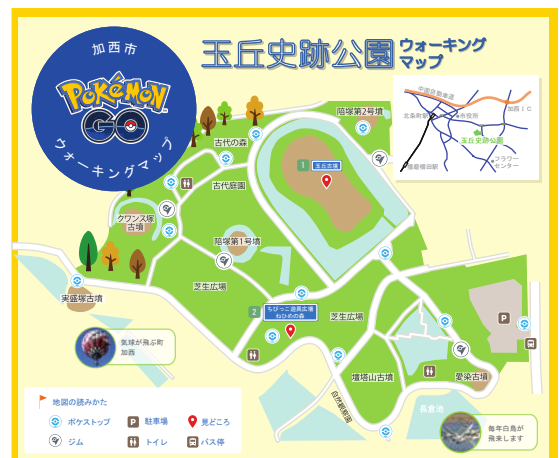 加西市
POKÉMON
GO
ウォーキングマップ
玉丘史跡公園
ウォーキング
マップ
中国自動車道
加西IC
北条町駅
市役所
玉丘史跡公園
フラワー
センター
播磨横田駅
陪塚第2号墳
古代の森
1
玉丘古墳
古代庭園
クワンス塚
古墳
陪塚第1号墳
芝生広場
実盛塚古墳
2
ちびっこ遊具広場
ねひめの森
芝生広場
P
気球が飛ぶ町
加西
壇塔山古墳
愛染古墳
自然観察園
長倉池
毎年白鳥が
飛来します
地図の読みかた
ポケストップ
P
駐車場
見どころ
ジム
トイレ
バス停